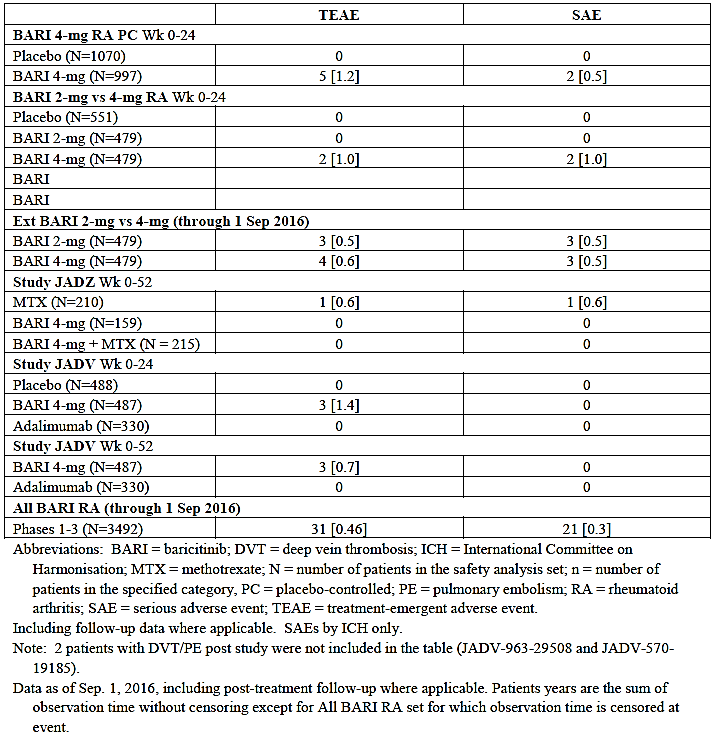 TEAE SAE
BARI 4-mg RA PC Wk 0-24
Placebo (N=1070) 0 0
BARI 4-mg (N=997) 5 [1.2] 2 [0.5]
BARI 2-mg vs 4-mg RA Wk 0-24
Placebo (N=551) 0 0
BARI 2-mg (N=479) 0 0
BARI 4-mg (N=479) 2 [1.0] 2 [1.0]
BARI
BARI
Ext BARI 2-mg vs 4-mg (through 1 Sep 2016)
BARI 2-mg (N=479) 3 [0.5] 3 [0.5]
BARI 4-mg (N=479) 4 [0.6] 3 [0.5]
Study JADZ Wk 0-52
MTX (N=210) 1 [0.6] 1 [0.6]
BARI 4-mg (N=159) 0 0
BARI 4-mg + MTX (N = 215) 0 0
Study JADV Wk 0-24
Placebo (N=488) 0 0
BARI 4-mg (N=487) 3 [1.4] 0
Adalimumab (N=330) 0 0
Study JADV Wk 0-52
BARI 4-mg (N=487) 3 [0.7] 0
Adalimumab (N=330) 0 0
All BARI RA (through 1 Sep 2016)
Phases 1-3 (N=3492) 31 [0.46] 21 [0.3]
Abbreviations: BARI = baricitinib; DVT = deep vein thrombosis; ICH = International Committee on
Harmonisation; MTX = methotrexate; N = number of patients in the safety analysis set; n = number of
patients in the specified category, PC = placebo-controlled; PE = pulmonary embolism; RA = rheumatoid
arthritis; SAE = serious adverse event; TEAE = treatment-emergent adverse event.
Including follow-up data where applicable. SAEs by ICH only.
Note: 2 patients with DVT/PE post study were not included in the table (JADV-963-29508 and JADV-570-
19185).
Data as of Sep. 1, 2016, including post-treatment follow-up where applicable. Patients years are the sum of
observation time without censoring except for All BARI RA set for which observation time is censored at
event.